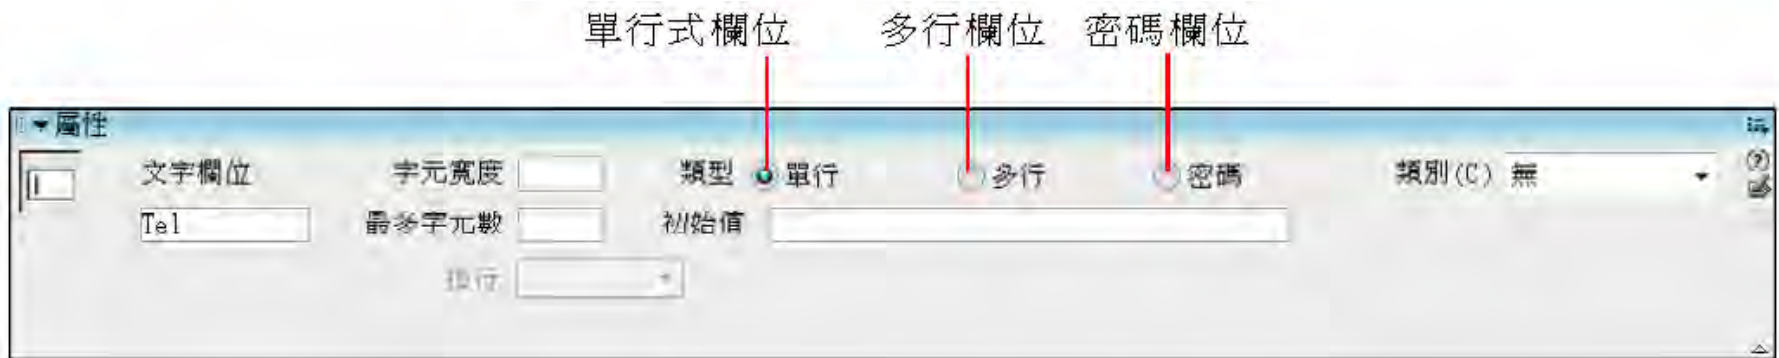 單行式欄位 多行欄位 密碼欄位
屬性
文字欄位 字元寬度 類型 單行 多行 密碼 類別(C) 無
Tel 最多字元數 初始值
換行